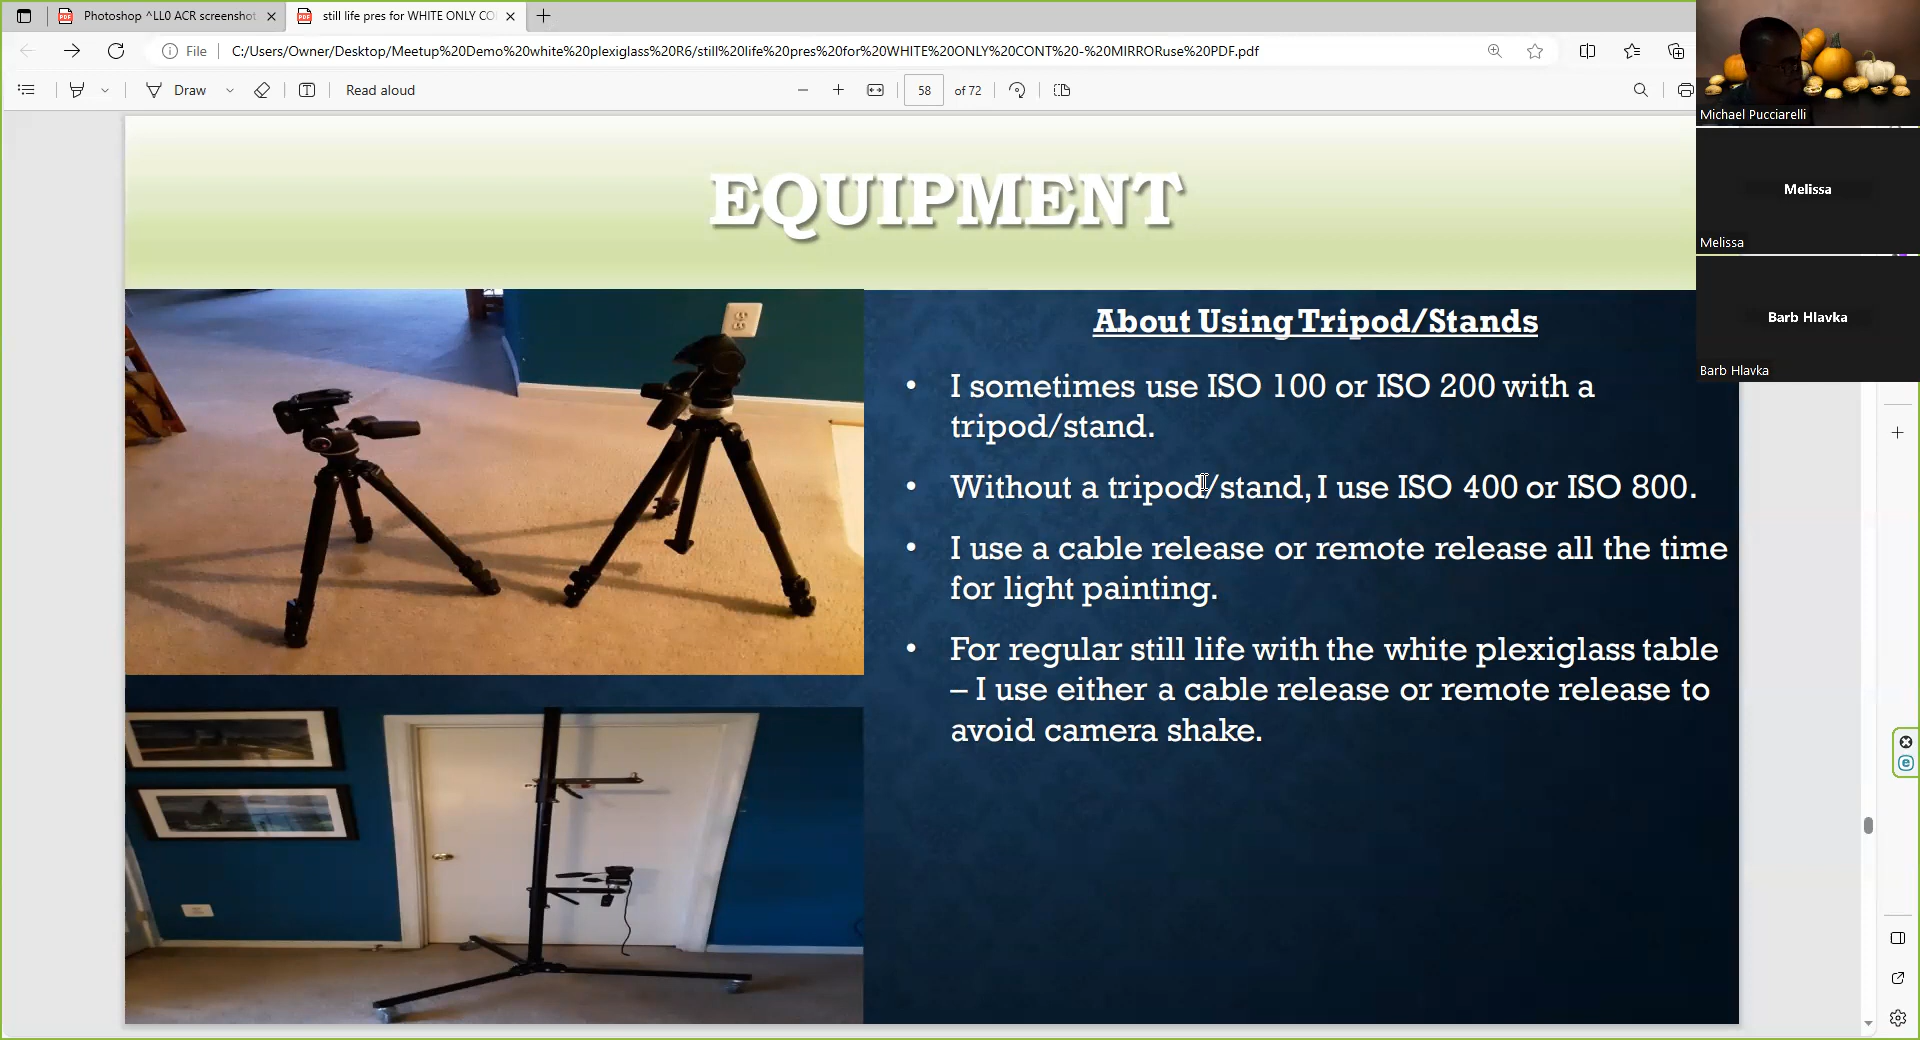 Photoshop ^LL0 ACR screenshot
still life pres for WHITE ONLY CO
File
C:/Users/Owner/Desktop/Meetup%20Demo%20white%20plexiglass%20R6/still%20life%20pres%20for%20WHITE%20ONLY%20CONT%20-%20MIRRORuse%20PDF.pdf
Draw
Read aloud
58
of 72
Michael Pucciarelli
Melissa
Melissa
Barb Hlavka
Barb Hlavka
EQUIPMENT
About Using Tripod/Stands
• I sometimes use ISO 100 or ISO 200 with a
tripod/stand.
• Without a tripod/stand, I use ISO 400 or ISO 800.
• I use a cable release or remote release all the time
for light painting.
• For regular still life with the white plexiglass table
– I use either a cable release or remote release to
avoid camera shake.